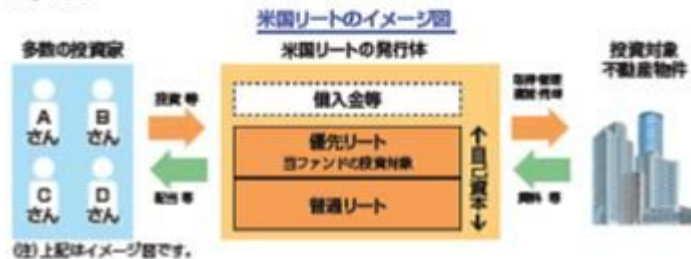 米国リートのイメージ図
多数の投資家
米国リートの発行体
投資対象
不動産物件
A
さん
B
さん
C
さん
D
さん
投資 等
配当 等
借入金等
優先リート
当ファンドの投資対象
普通リート
↑自己資本↓
賃料 等
(注)上記はイメージ図です。